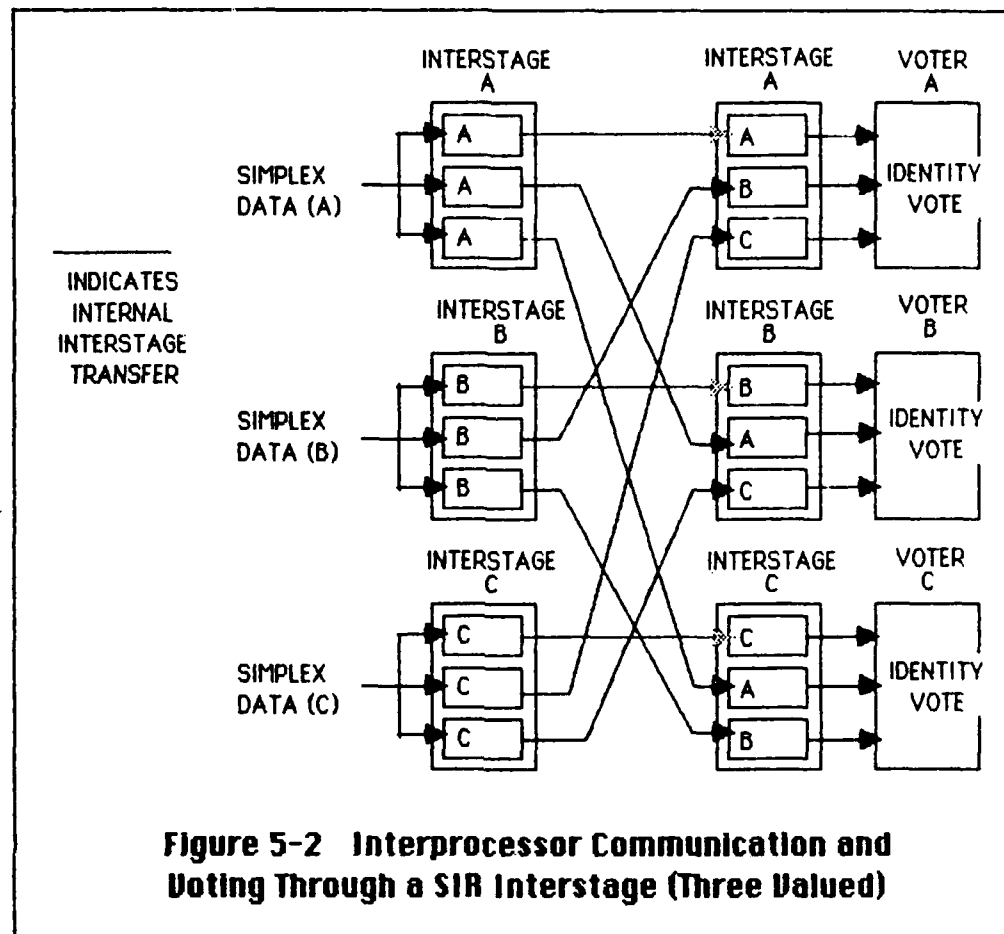 INTERSTAGE
A
INTERSTAGE
A
VOTER
A
SIMPLEX
DATA (A)
A
A
A
A
B
C
IDENTITY
VOTE
INDICATES
INTERNAL
INTERSTAGE
TRANSFER
INTERSTAGE
B
INTERSTAGE
B
VOTER
B
SIMPLEX
DATA (B)
B
B
B
B
A
C
IDENTITY
VOTE
INTERSTAGE
C
INTERSTAGE
C
VOTER
C
SIMPLEX
DATA (C)
C
C
C
C
A
B
IDENTITY
VOTE
Figure 5-2 Interprocessor Communication and
Voting Through a SIR Interstage (Three Valued)